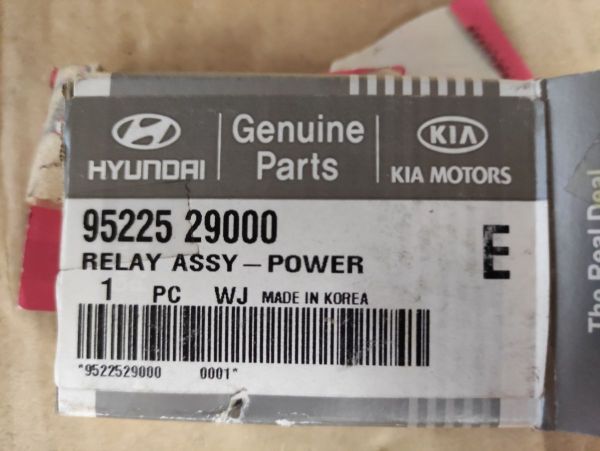 HYUNDAI
Genuine
Parts
KIA
KIA MOTORS
95225 29000
E
RELAY ASSY – POWER
1 PC WJ MADE IN KOREA
*9522529000 0001*
The Real Deal